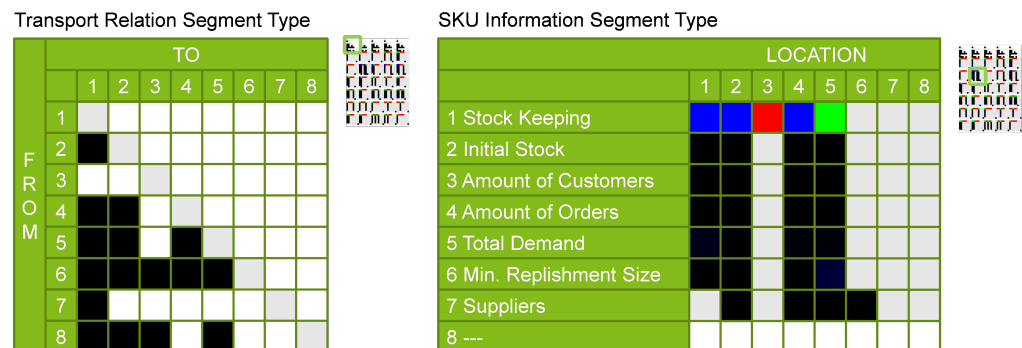 Transport Relation Segment Type
TO
1 2 3 4 5 6 7 8
FROM
1
2
3
4
5
6
7
8
SKU Information Segment Type
LOCATION
1 2 3 4 5 6 7 8
1 Stock Keeping
2 Initial Stock
3 Amount of Customers
4 Amount of Orders
5 Total Demand
6 Min. Replishment Size
7 Suppliers
8 ---